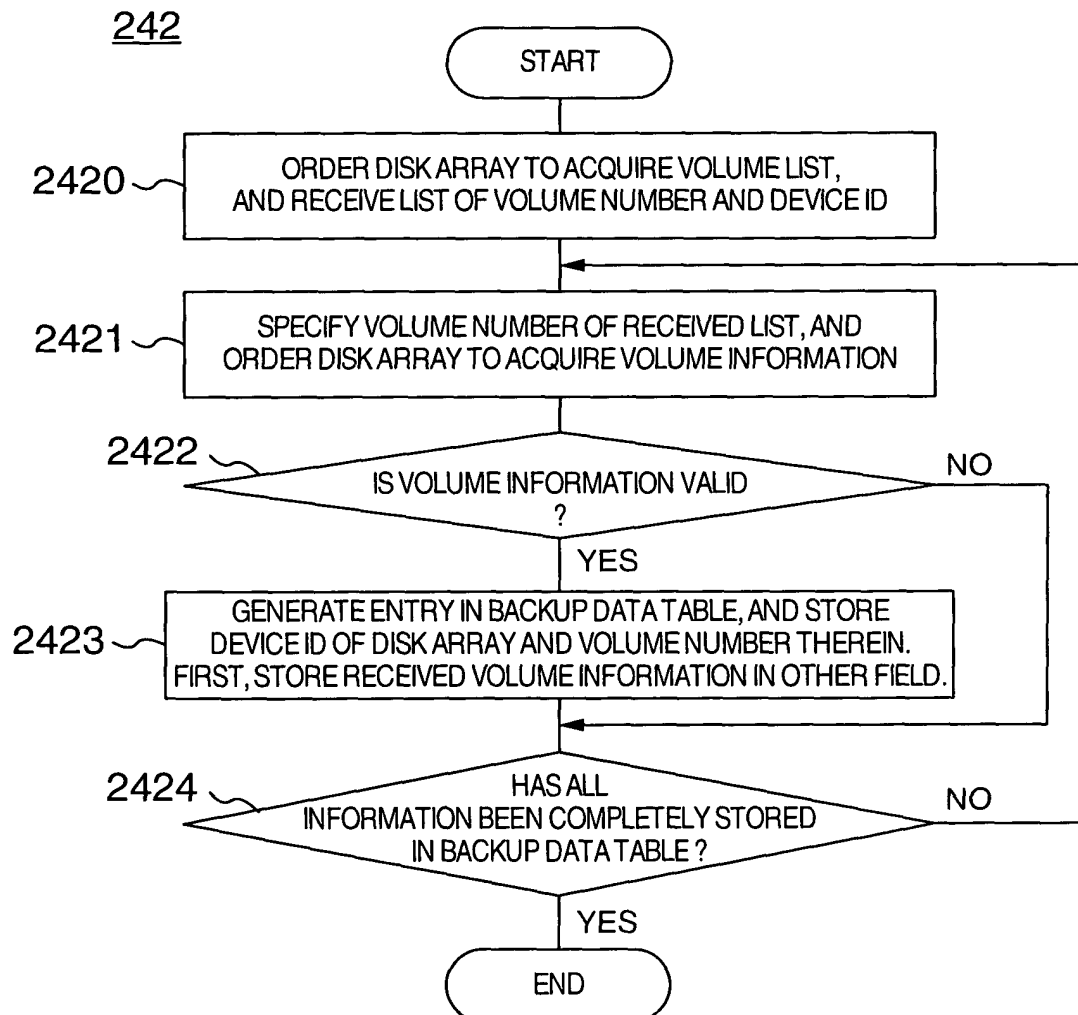 242
START
2420
ORDER DISK ARRAY TO ACQUIRE VOLUME LIST,
AND RECEIVE LIST OF VOLUME NUMBER AND DEVICE ID
2421
SPECIFY VOLUME NUMBER OF RECEIVED LIST, AND
ORDER DISK ARRAY TO ACQUIRE VOLUME INFORMATION
2422
IS VOLUME INFORMATION VALID
?
NO
YES
2423
GENERATE ENTRY IN BACKUP DATA TABLE, AND STORE
DEVICE ID OF DISK ARRAY AND VOLUME NUMBER THEREIN.
FIRST, STORE RECEIVED VOLUME INFORMATION IN OTHER FIELD.
2424
HAS ALL
INFORMATION BEEN COMPLETELY STORED
IN BACKUP DATA TABLE ?
NO
YES
END